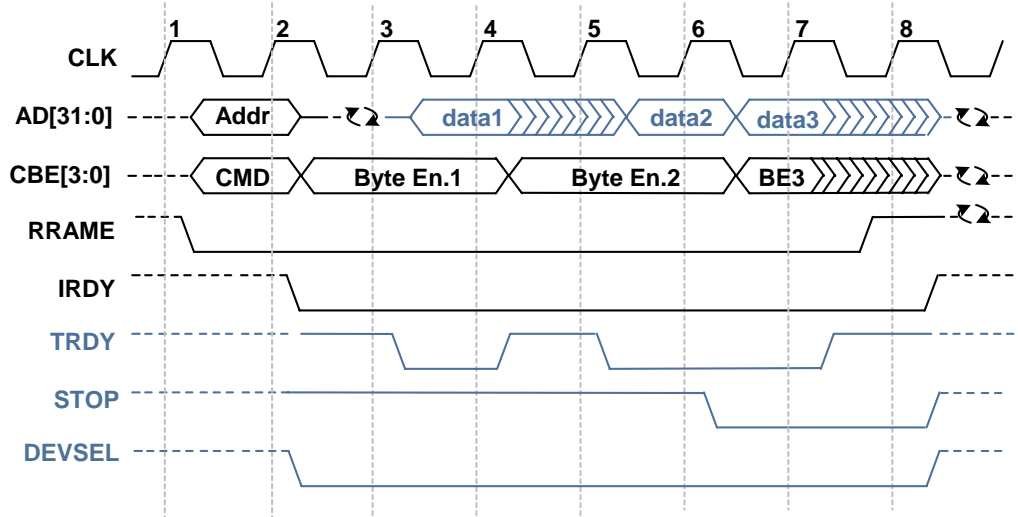 1 2 3 4 5 6 7 8
CLK
AD[31:0] Addr data1 data2 data3
CBE[3:0] CMD Byte En.1 Byte En.2 BE3
RRAME
IRDY
TRDY
STOP
DEVSEL